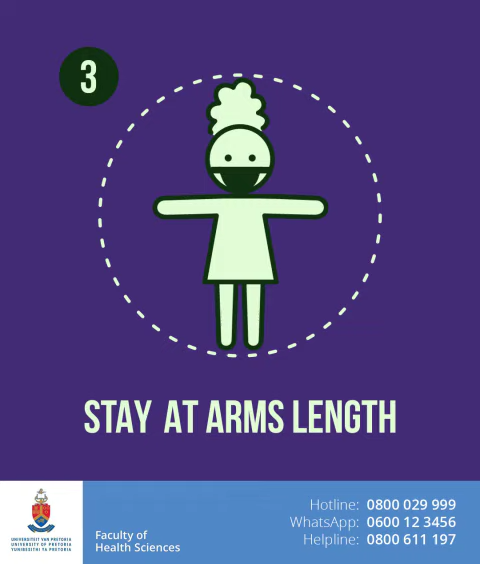 3
STAY AT ARMS LENGTH
UNIVERSITEIT VAN PRETORIA
UNIVERSITY OF PRETORIA
YUNIBESITHI YA PRETORIA
Faculty of
Health Sciences
Hotline: 0800 029 999
WhatsApp: 0600 12 3456
Helpline: 0800 611 197